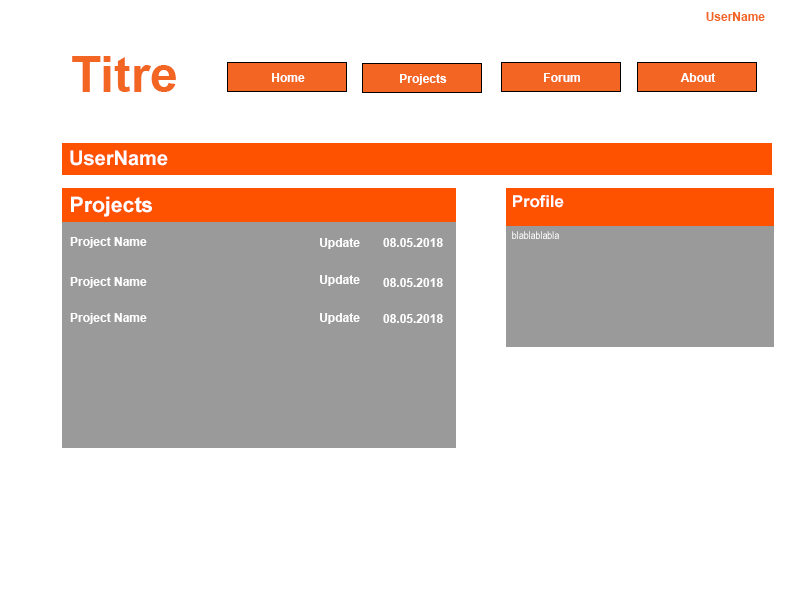 UserName
Titre
Home Projects Forum About
UserName
Projects
Project Name Update 08.05.2018
Project Name Update 08.05.2018
Project Name Update 08.05.2018
Profile
blablablabla